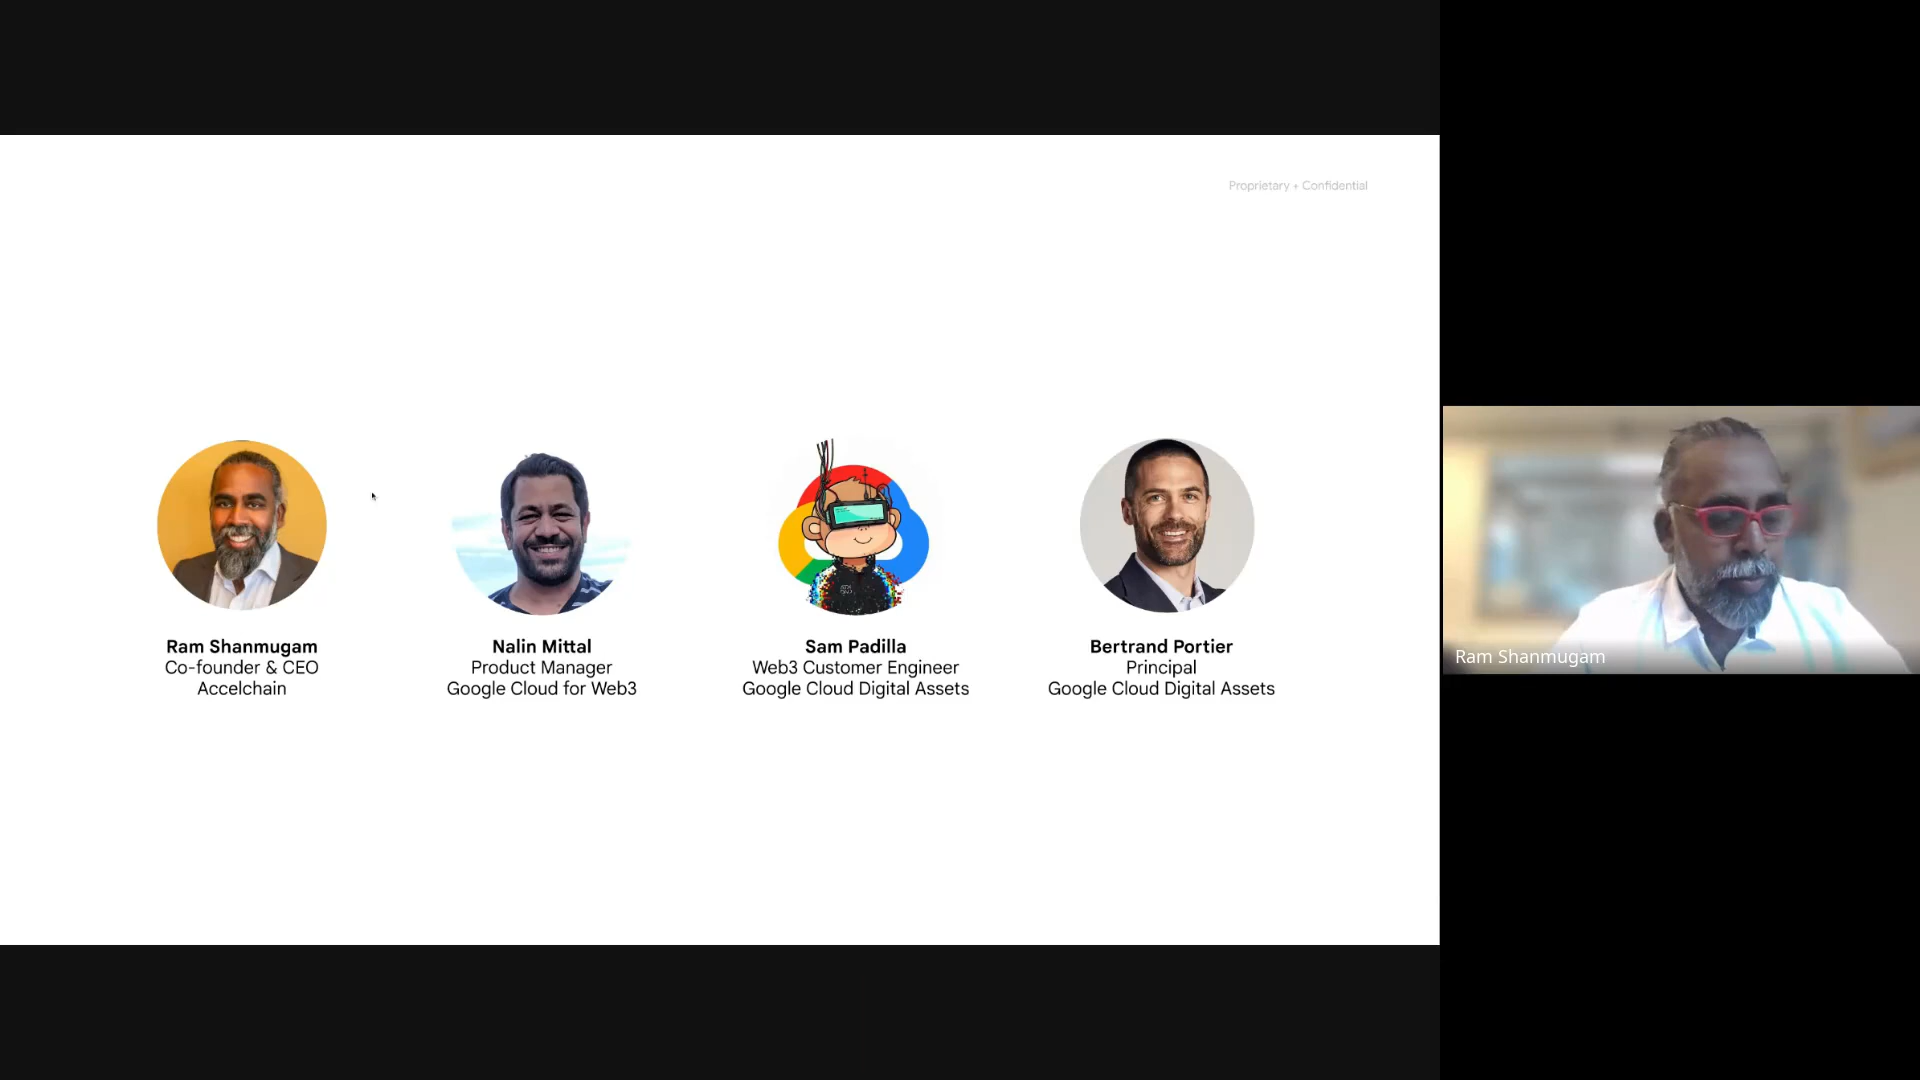 Proprietary + Confidential
Ram Shanmugam
Co-founder & CEO
Accelchain
Nalin Mittal
Product Manager
Google Cloud for Web3
Sam Padilla
Web3 Customer Engineer
Google Cloud Digital Assets
Bertrand Portier
Principal
Google Cloud Digital Assets
Ram Shanmugam